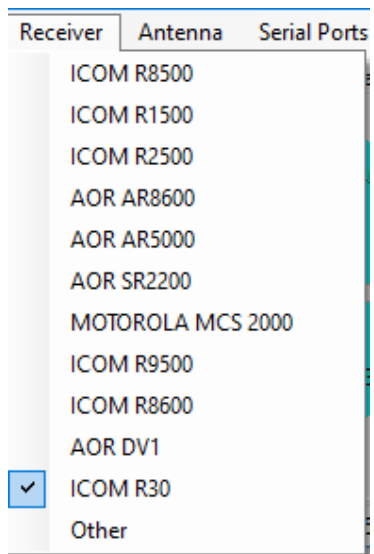 Receiver Antenna Serial Ports
ICOM R8500
ICOM R1500
ICOM R2500
AOR AR8600
AOR AR5000
AOR SR2200
MOTOROLA MCS 2000
ICOM R9500
ICOM R8600
AOR DV1
ICOM R30
Other